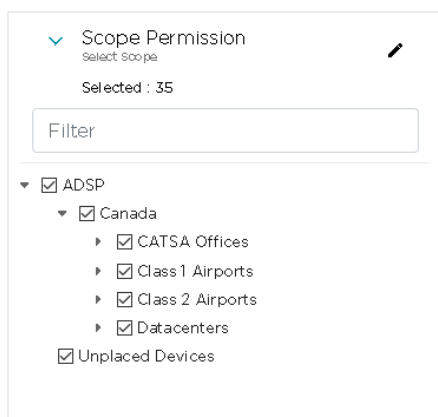 Scope Permission
Select Scope
Selected : 35
Filter
ADSP
Canada
CATSA Offices
Class 1 Airports
Class 2 Airports
Datacenters
Unplaced Devices